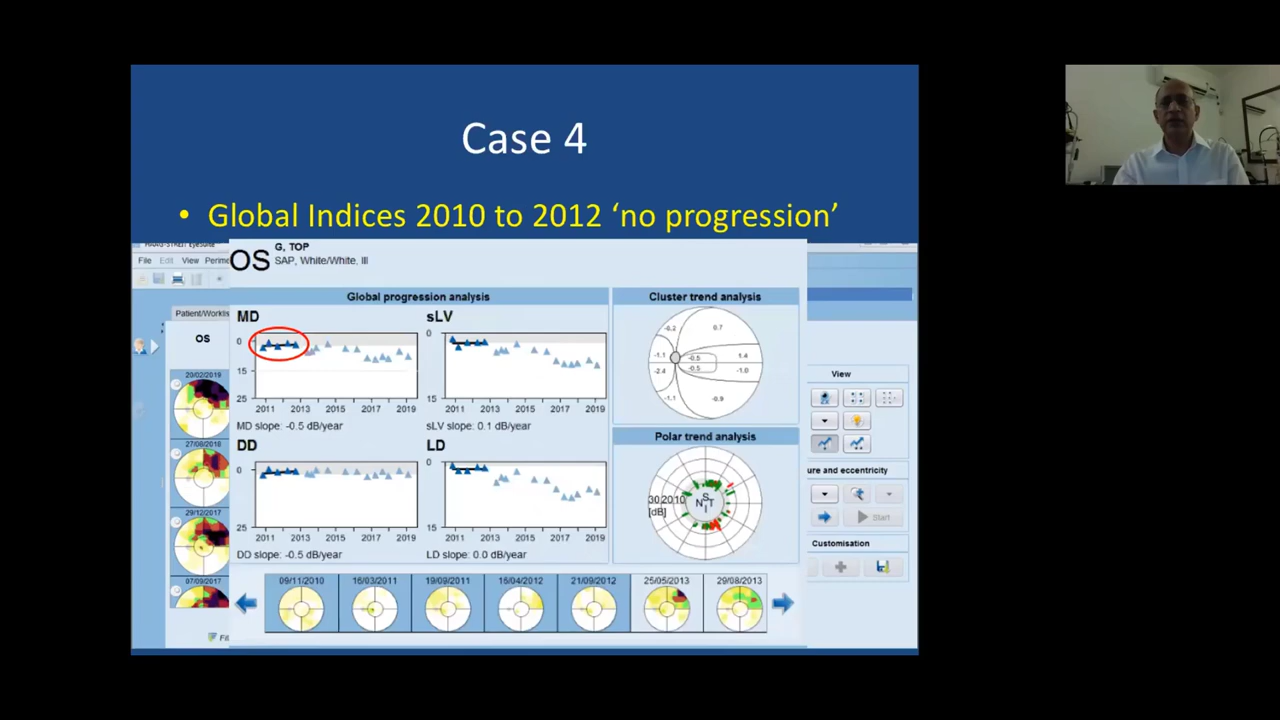 Case 4
• Global Indices 2010 to 2012 ‘no progression’
HAAG-STREIT EyeSuite
File Edit View Perime
OS G, TOP
SAP, White/White, III
Patient/Worklis
OS
20/02/2019
27/08/2018
29/12/2017
07/09/2017
Global progression analysis
MD
0
15
25
2011 2013 2015 2017 2019
MD slope: -0.5 dB/year
sLV
0
15
2011 2013 2015 2017 2019
sLV slope: 0.1 dB/year
DD
0
25
2011 2013 2015 2017 2019
DD slope: -0.5 dB/year
LD
0
15
2011 2013 2015 2017 2019
LD slope: 0.0 dB/year
Cluster trend analysis
-0.2 0.7
-1.1 -0.5 1.4
-2.4 -0.5 -1.0
-1.1 -0.9
Polar trend analysis
30 20 10
[dB]
S
N T
I
View
ure and eccentricity
Start
Customisation
09/11/2010 16/03/2011 19/09/2011 16/04/2012 21/09/2012 25/05/2013 29/08/2013